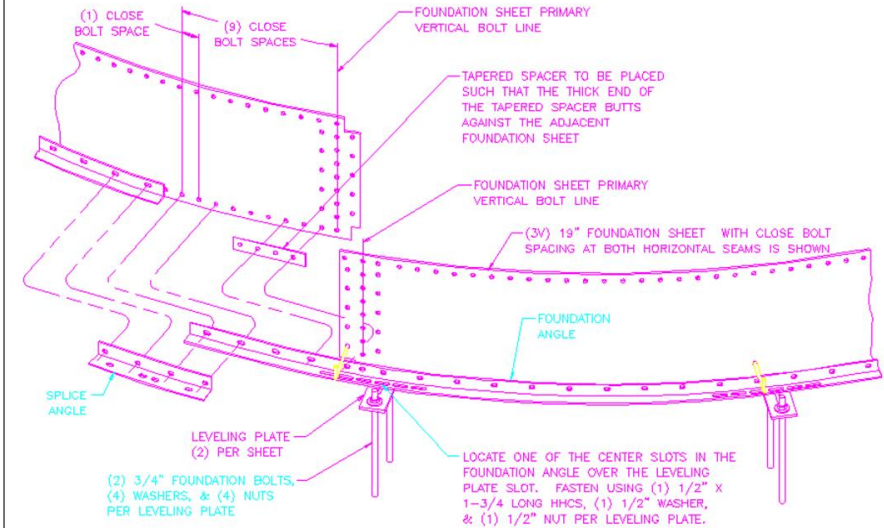 (1) CLOSE
BOLT SPACE
(9) CLOSE
BOLT SPACES
FOUNDATION SHEET PRIMARY
VERTICAL BOLT LINE
TAPERED SPACER TO BE PLACED
SUCH THAT THE THICK END OF
THE TAPERED SPACER BUTTS
AGAINST THE ADJACENT
FOUNDATION SHEET
FOUNDATION SHEET PRIMARY
VERTICAL BOLT LINE
(3V) 19" FOUNDATION SHEET WITH CLOSE BOLT
SPACING AT BOTH HORIZONTAL SEAMS IS SHOWN
FOUNDATION
ANGLE
SPLICE
ANGLE
LEVELING PLATE
(2) PER SHEET
(2) 3/4" FOUNDATION BOLTS,
(4) WASHERS, & (4) NUTS
PER LEVELING PLATE
LOCATE ONE OF THE CENTER SLOTS IN THE
FOUNDATION ANGLE OVER THE LEVELING
PLATE SLOT. FASTEN USING (1) 1/2" X
1-3/4 LONG HHCS, (1) 1/2" WASHER,
& (1) 1/2" NUT PER LEVELING PLATE.